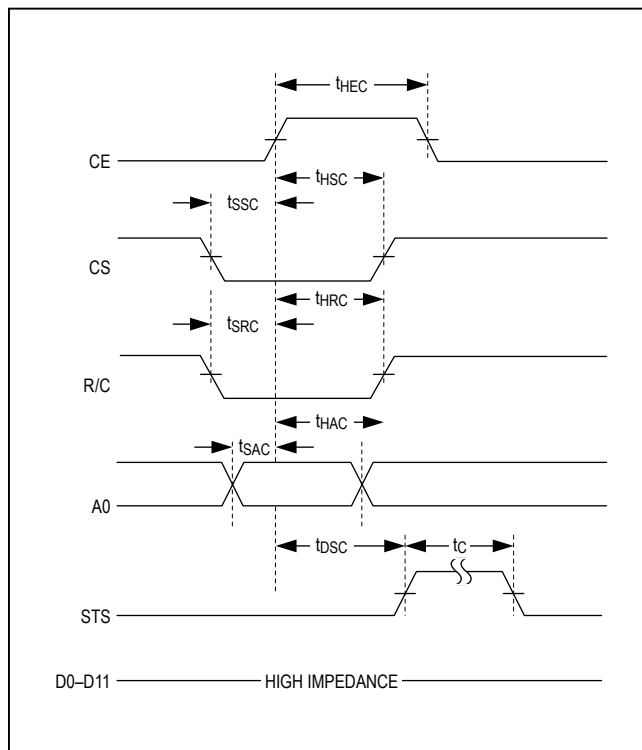 tHEC
CE
tHSC
tSSC
CS
tHRC
tSRC
R/C
tHAC
tSAC
A0
tDSC
tC
STS
D0–D11
HIGH IMPEDANCE